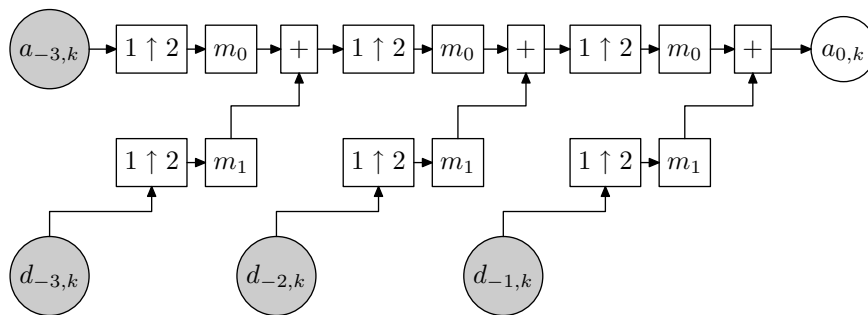 a_{-3,k} 1 ↑ 2 m_0 + 1 ↑ 2 m_0 + 1 ↑ 2 m_0 + a_{0,k}
1 ↑ 2 m_1 1 ↑ 2 m_1 1 ↑ 2 m_1
d_{-3,k} d_{-2,k} d_{-1,k}